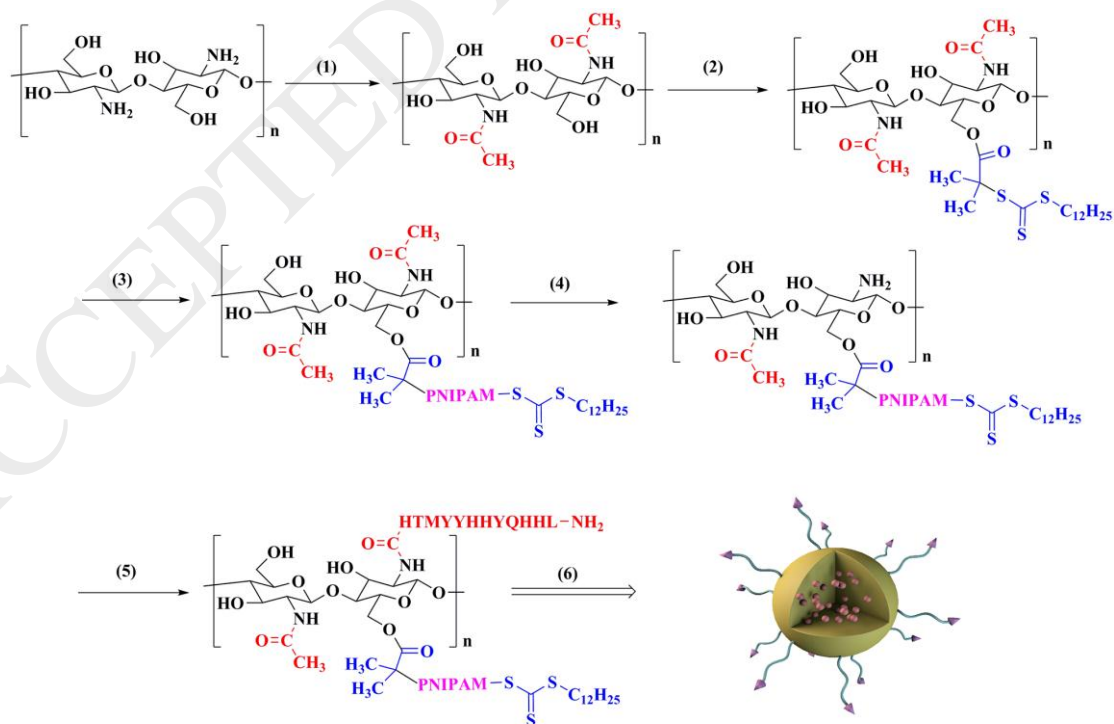 CCEPTED
OH
HO
NH₂
HO
NH₂
O
O
O
O
OH
n
(1)
CH₃
O=C
OH
HO
NH
HO
NH
O
O
O
O
OH
O=C
CH₃
n
(2)
CH₃
O=C
OH
HO
NH
HO
NH
O
O
O
O
O
O=C
CH₃
n
O
H₃C
H₃C
S
S
C₁₂H₂₅
S
(3)
CH₃
O=C
OH
HO
NH
HO
NH
O
O
O
O
O
O=C
CH₃
n
O
H₃C
H₃C
PNIPAM-S
S
C₁₂H₂₅
S
(4)
OH
HO
NH₂
HO
NH
O
O
O
O
O
O=C
CH₃
n
O
H₃C
H₃C
PNIPAM-S
S
C₁₂H₂₅
S
(5)
HTMYYHHYQHHL-NH₂
O=C
OH
HO
NH
HO
NH
O
O
O
O
O
O=C
CH₃
n
O
H₃C
H₃C
PNIPAM-S
S
C₁₂H₂₅
S
(6)